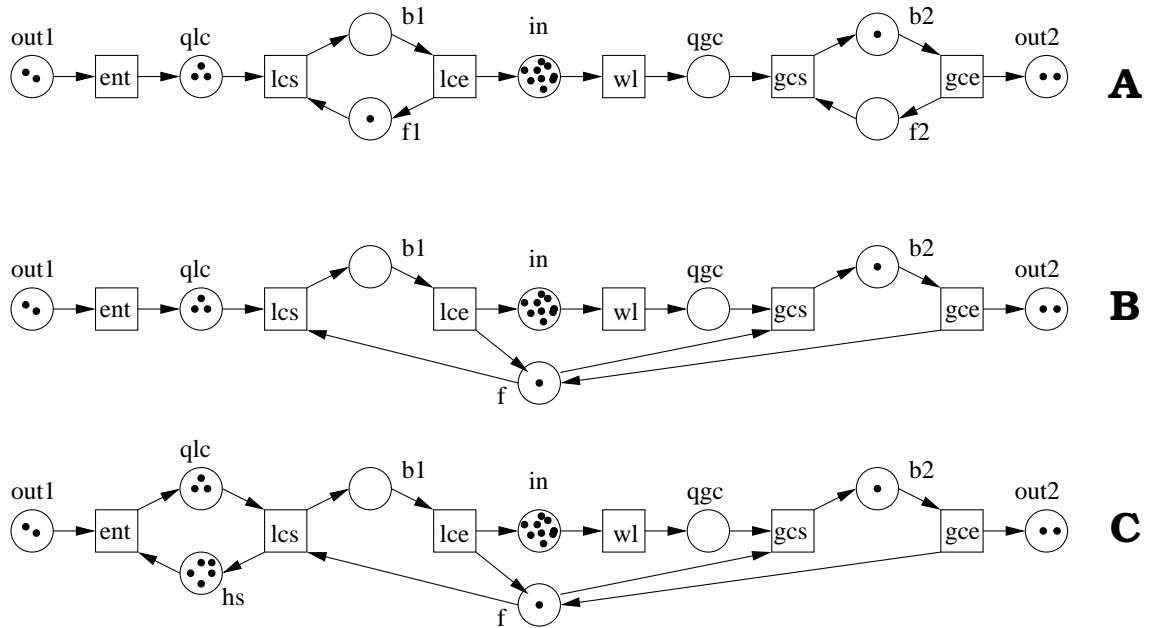 out1 ent qlc lcs b1 f1 lce in wl qgc gcs b2 f2 gce out2 A
out1 ent qlc lcs b1 lce in f wl qgc gcs b2 gce out2 B
out1 ent qlc hs lcs b1 lce in f wl qgc gcs b2 gce out2 C